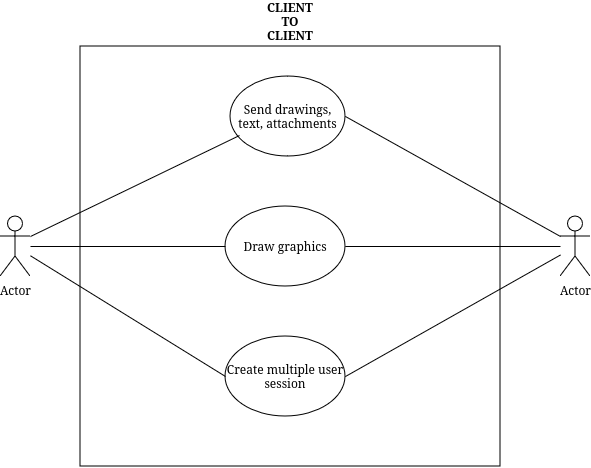 CLIENT
TO
CLIENT
Send drawings,
text, attachments
Draw graphics
Actor
Actor
Create multiple user
session